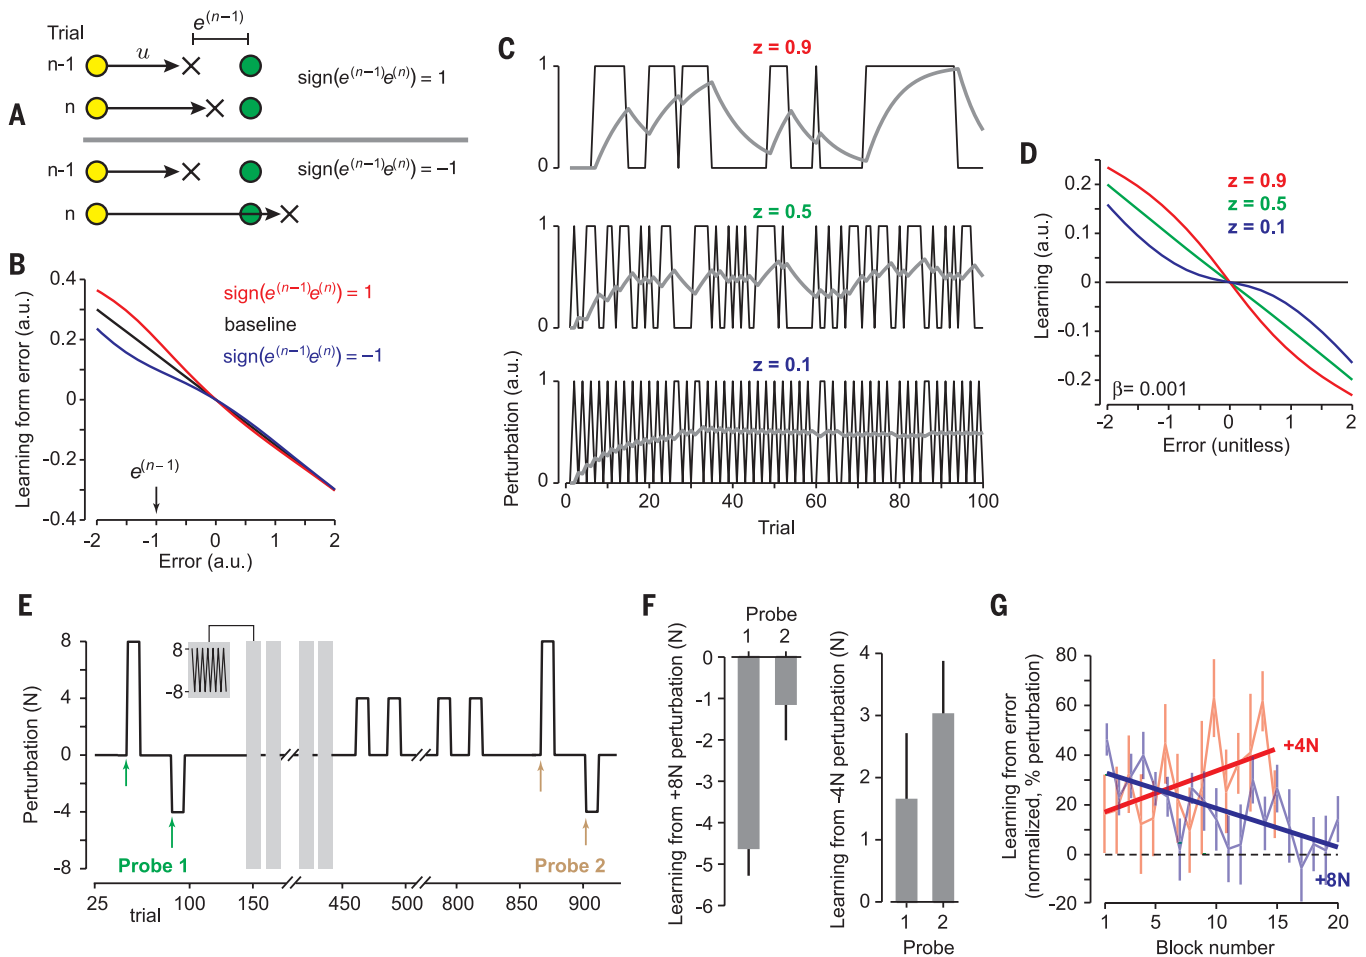 A
Trial
n-1
u
e^(n−1)
sign(e^(n−1)e^(n)) = 1
n
n-1
sign(e^(n−1)e^(n)) = −1
n
B
Learning form error (a.u.)
0.4
0.2
0
-0.2
-0.4
sign(e^(n−1)e^(n)) = 1
baseline
sign(e^(n−1)e^(n)) = −1
e^(n−1)
-2 -1 0 1 2
Error (a.u.)
C
z = 0.9
1
0
z = 0.5
1
0
z = 0.1
1
0
Perturbation (a.u.)
0 20 40 60 80 100
Trial
D
Learning (a.u.)
0.2
0.1
0
-0.1
-0.2
z = 0.9
z = 0.5
z = 0.1
β= 0.001
-2 -1 0 1 2
Error (unitless)
E
Perturbation (N)
8
4
0
-4
-8
8
-8
Probe 1
Probe 2
25 100 150 450 500 800 850 900
trial
F
Probe
1 2
Learning from +8N perturbation (N)
0
-1
-2
-3
-4
-5
-6
Learning from -4N perturbation (N)
4
3
2
1
0
1 2
Probe
G
Learning from error
(normalized, % perturbation)
80
60
40
20
0
-20
+4N
+8N
1 5 10 15 20
Block number